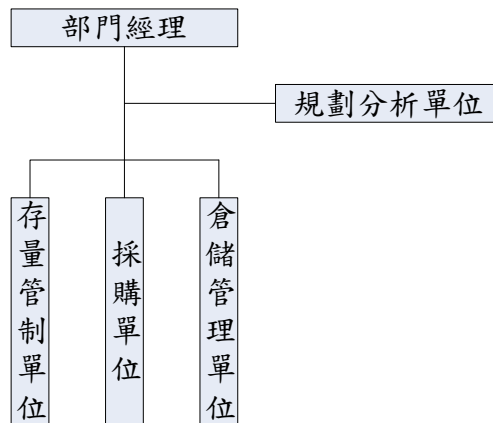 部門經理
規劃分析單位
存量管制單位
採購單位
倉儲管理單位